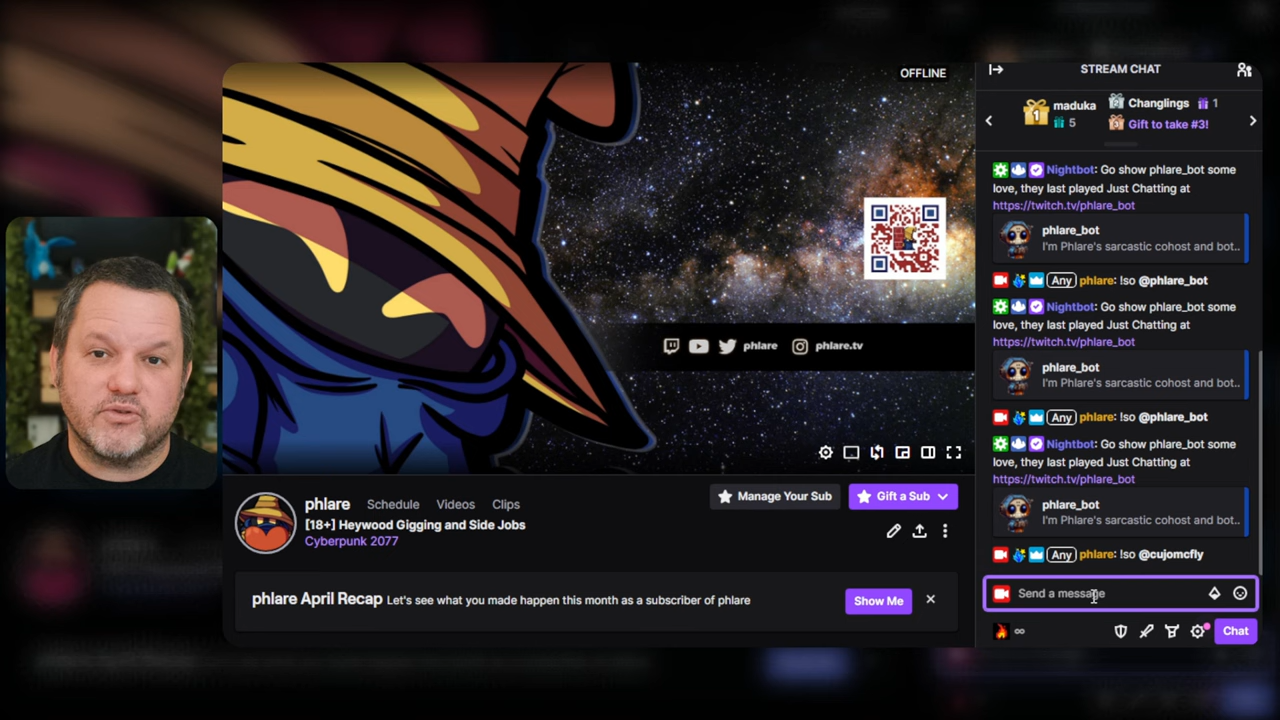 OFFLINE
phlare
phlare.tv
phlare
Schedule
Videos
Clips
Manage Your Sub
Gift a Sub
[18+] Heywood Gigging and Side Jobs
Cyberpunk 2077
phlare April Recap Let's see what you made happen this month as a subscriber of phlare
Show Me
STREAM CHAT
1 maduka
5
2 Changlings 1
3 Gift to take #3!
Nightbot: Go show phlare_bot some
love, they last played Just Chatting at
https://twitch.tv/phlare_bot
phlare_bot
I'm Phlare's sarcastic cohost and bot..
Any phlare: !so @phlare_bot
Nightbot: Go show phlare_bot some
love, they last played Just Chatting at
https://twitch.tv/phlare_bot
phlare_bot
I'm Phlare's sarcastic cohost and bot..
Any phlare: !so @phlare_bot
Nightbot: Go show phlare_bot some
love, they last played Just Chatting at
https://twitch.tv/phlare_bot
phlare_bot
I'm Phlare's sarcastic cohost and bot..
Any phlare: !so @cujomcfly
Send a message
∞
Chat